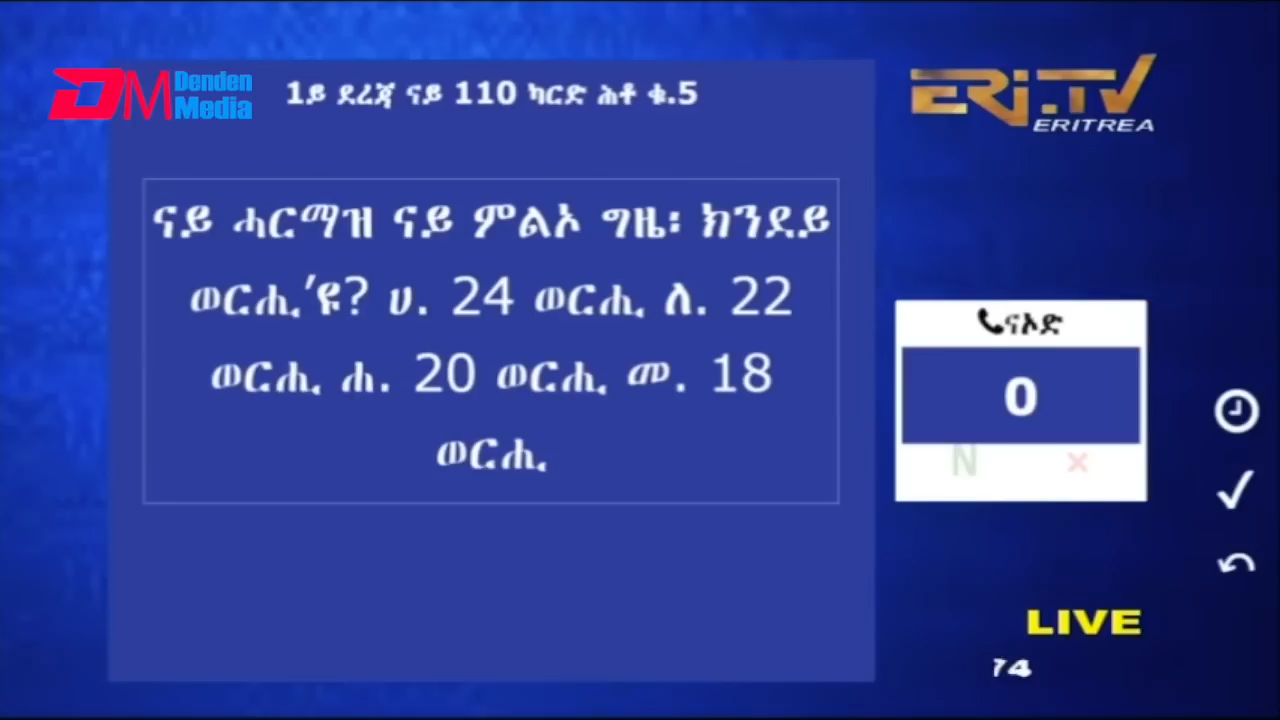 DM Denden Media
1ይ ደረጃ ናይ 110 ካርድ ሕቶ ቁ.5
ERi.TV
ERITREA
ናይ ሓርማዝ ናይ ምልኦ ግዜ፡ ክንደይ
ወርሒ'ዩ? ሀ. 24 ወርሒ ለ. 22
ወርሒ ሐ. 20 ወርሒ መ. 18
ወርሒ
ናኦድ
0
N ×
LIVE
74